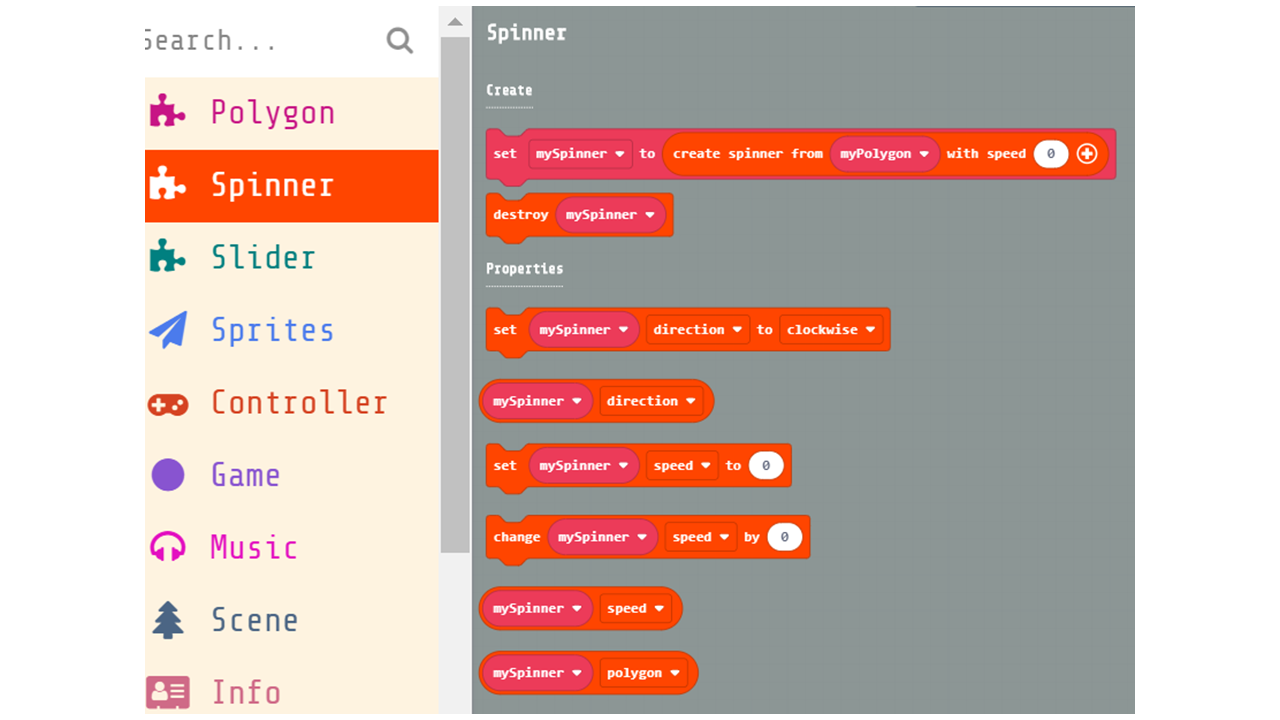 Search...
Polygon
Spinner
Slider
Sprites
Controller
Game
Music
Scene
Info
Spinner
Create
set mySpinner to create spinner from myPolygon with speed 0
destroy mySpinner
Properties
set mySpinner direction to clockwise
mySpinner direction
set mySpinner speed to 0
change mySpinner speed by 0
mySpinner speed
mySpinner polygon